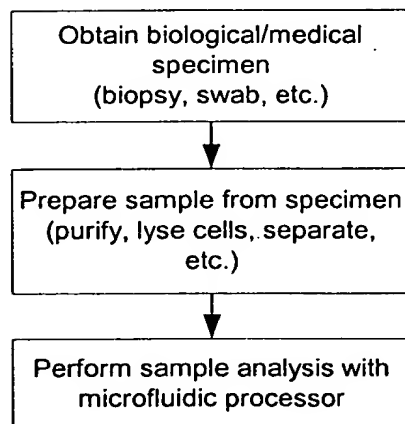 Obtain biological/medical
specimen
(biopsy, swab, etc.)
Prepare sample from specimen
(purify, lyse cells, separate,
etc.)
Perform sample analysis with
microfluidic processor